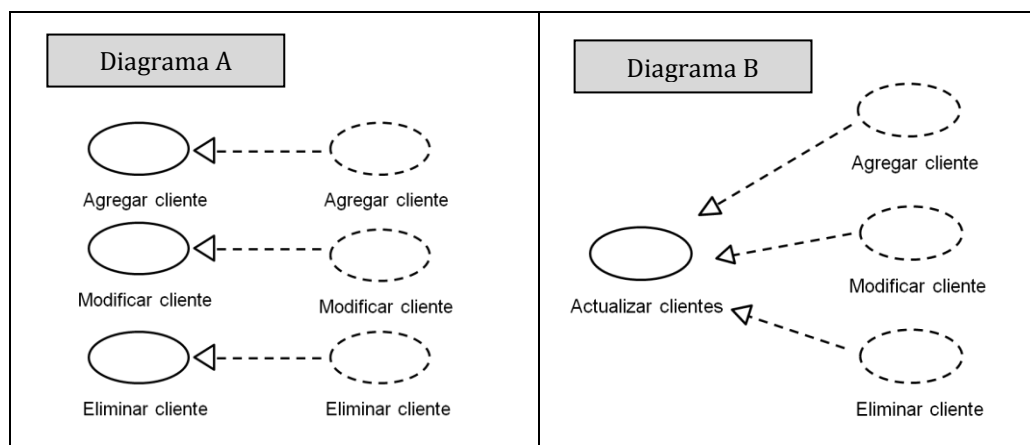 Diagrama A
Agregar cliente
Agregar cliente
Modificar cliente
Modificar cliente
Eliminar cliente
Eliminar cliente
Diagrama B
Agregar cliente
Actualizar clientes
Modificar cliente
Eliminar cliente